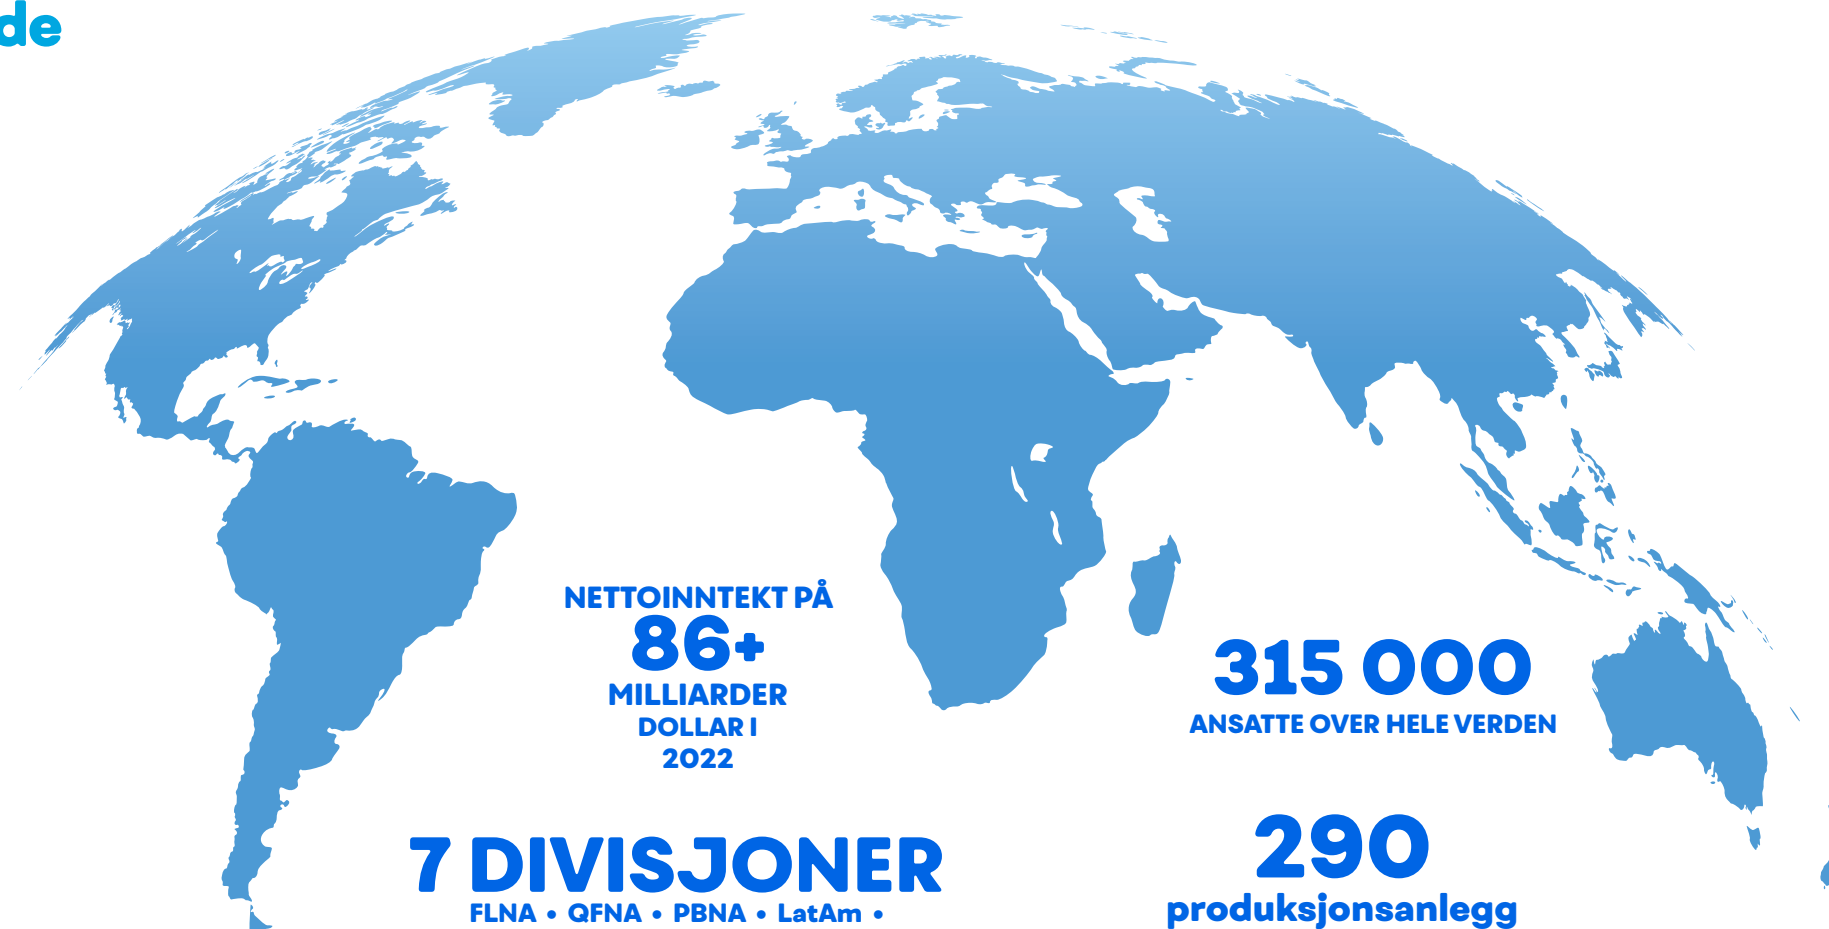 de
NETTOINNTEKT PÅ
86+
MILLIARDER
DOLLAR I
2022
315 000
ANSATTE OVER HELE VERDEN
7 DIVISJONER
FLNA • QFNA • PBNA • LatAm •
290
produksjonsanlegg